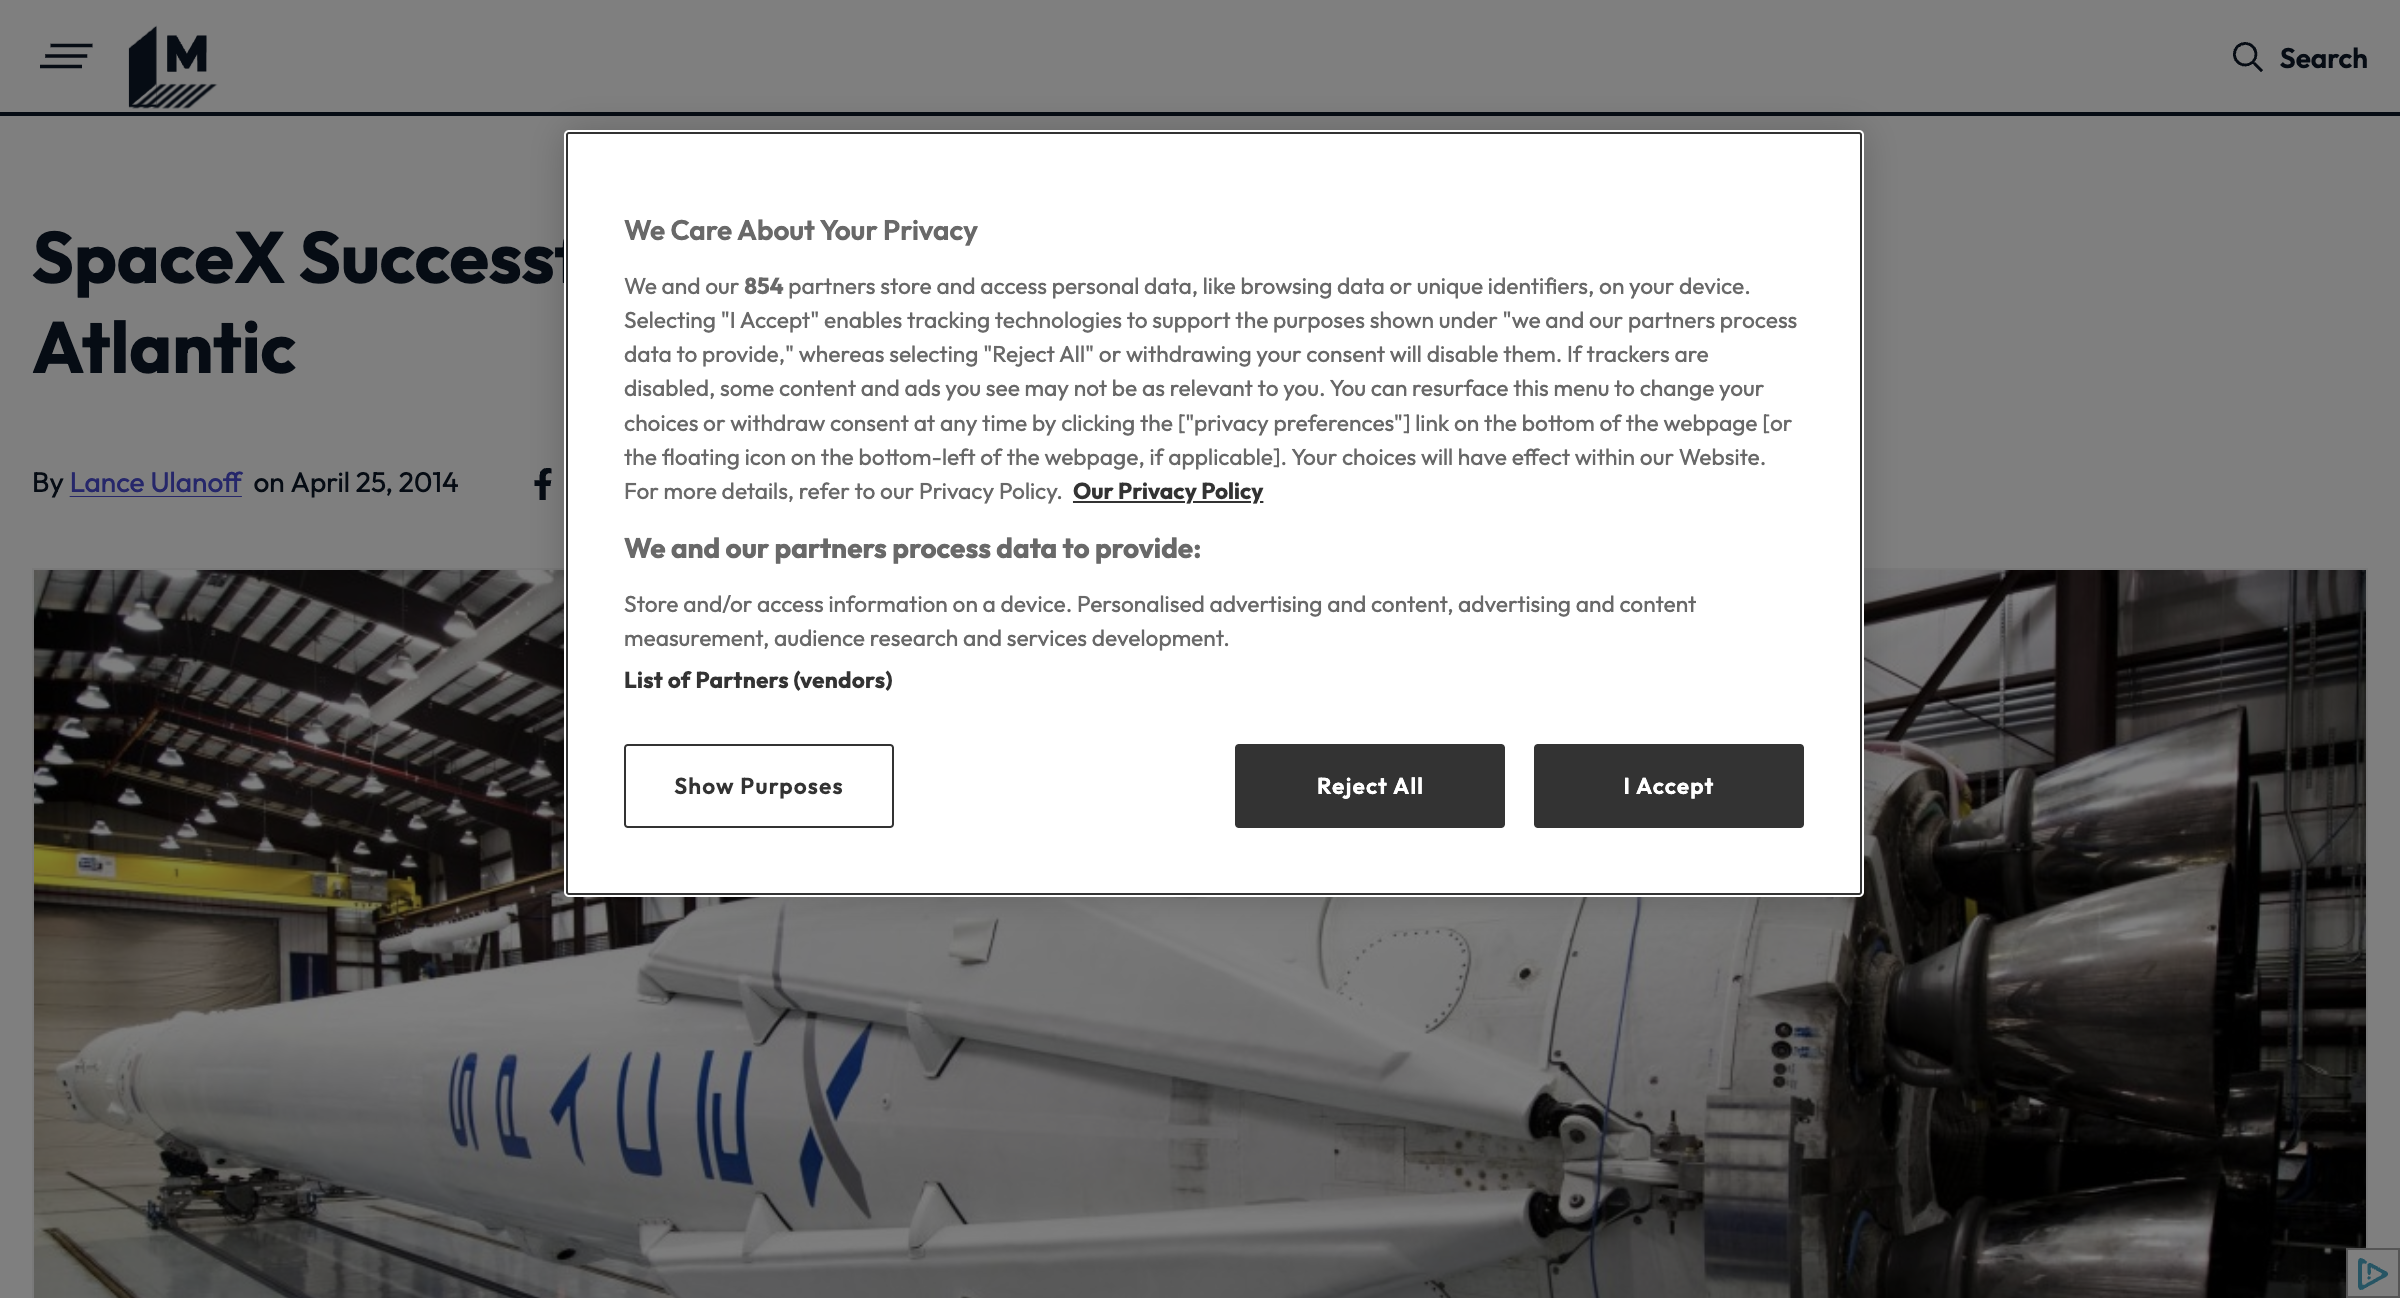 M
Search
SpaceX Success
Atlantic
By Lance Ulanoff on April 25, 2014
We Care About Your Privacy
We and our 854 partners store and access personal data, like browsing data or unique identifiers, on your device.
Selecting "I Accept" enables tracking technologies to support the purposes shown under "we and our partners process
data to provide," whereas selecting "Reject All" or withdrawing your consent will disable them. If trackers are
disabled, some content and ads you see may not be as relevant to you. You can resurface this menu to change your
choices or withdraw consent at any time by clicking the ["privacy preferences"] link on the bottom of the webpage [or
the floating icon on the bottom-left of the webpage, if applicable]. Your choices will have effect within our Website.
For more details, refer to our Privacy Policy. Our Privacy Policy
We and our partners process data to provide:
Store and/or access information on a device. Personalised advertising and content, advertising and content
measurement, audience research and services development.
List of Partners (vendors)
Show Purposes
Reject All
I Accept
SPACEX